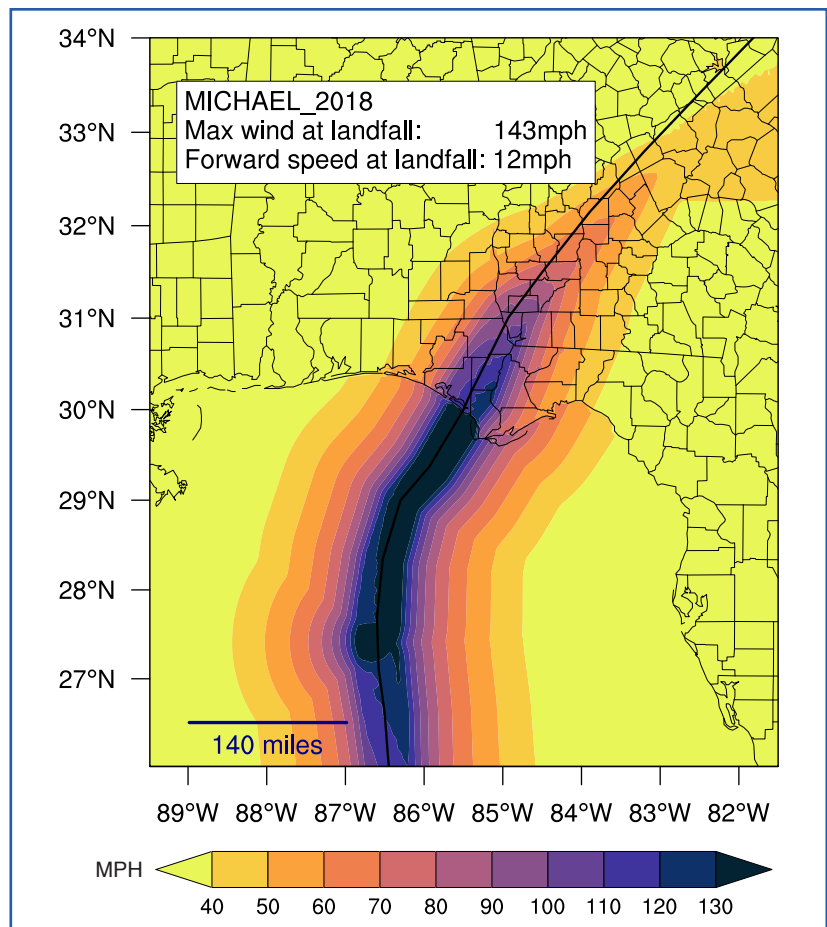 34°N
MICHAEL_2018
Max wind at landfall: 143mph
Forward speed at landfall: 12mph
33°N
32°N
31°N
30°N
29°N
28°N
27°N
140 miles
89°W 88°W 87°W 86°W 85°W 84°W 83°W 82°W
MPH
40 50 60 70 80 90 100 110 120 130